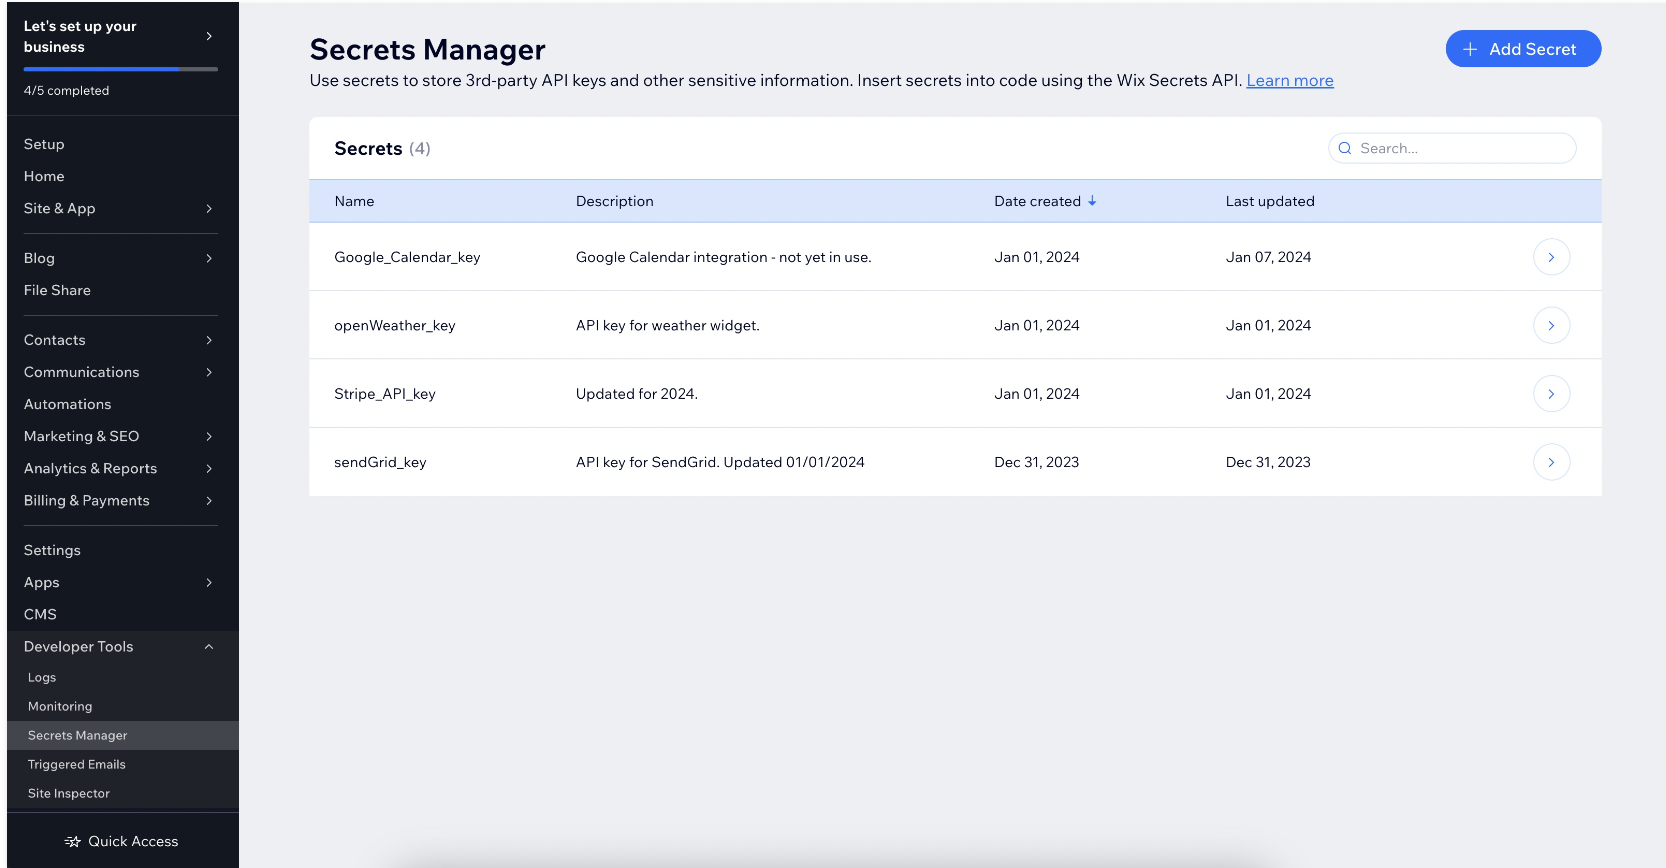 Let's set up your
business
4/5 completed
Setup
Home
Site & App
Blog
File Share
Contacts
Communications
Automations
Marketing & SEO
Analytics & Reports
Billing & Payments
Settings
Apps
CMS
Developer Tools
Logs
Monitoring
Secrets Manager
Triggered Emails
Site Inspector
Quick Access
Secrets Manager
Add Secret
Use secrets to store 3rd-party API keys and other sensitive information. Insert secrets into code using the Wix Secrets API. Learn more
Secrets (4)
Search...
Name Description Date created Last updated
Google_Calendar_key Google Calendar integration - not yet in use. Jan 01, 2024 Jan 07, 2024
openWeather_key API key for weather widget. Jan 01, 2024 Jan 01, 2024
Stripe_API_key Updated for 2024. Jan 01, 2024 Jan 01, 2024
sendGrid_key API key for SendGrid. Updated 01/01/2024 Dec 31, 2023 Dec 31, 2023